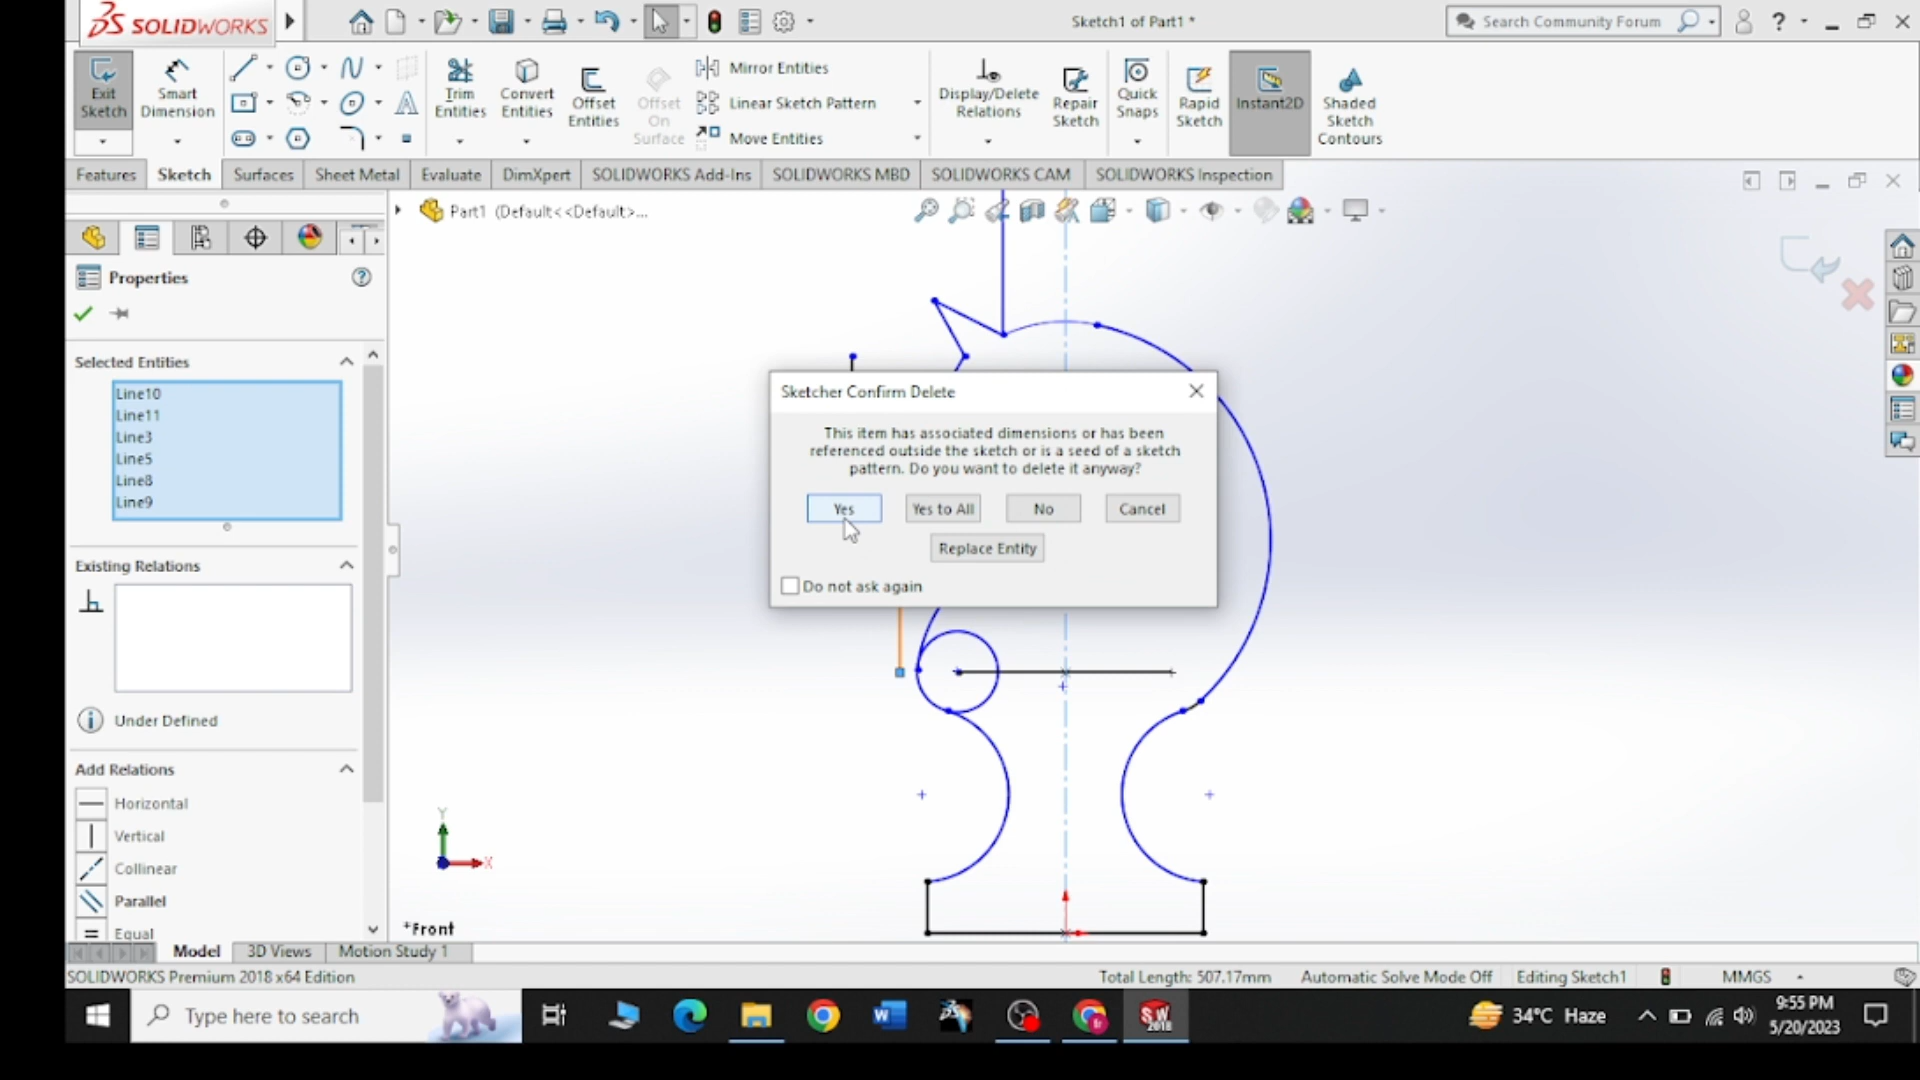 SOLIDWORKS
Sketch1 of Part1 *
Search Community Forum
Exit Sketch
Smart Dimension
Trim Entities
Convert Entities
Offset Entities
Offset On Surface
Mirror Entities
Linear Sketch Pattern
Move Entities
Display/Delete Relations
Repair Sketch
Quick Snaps
Rapid Sketch
Instant2D
Shaded Sketch Contours
Features Sketch Surfaces Sheet Metal Evaluate DimXpert SOLIDWORKS Add-Ins SOLIDWORKS MBD SOLIDWORKS CAM SOLIDWORKS Inspection
Part1 (Default<<Default>...
Properties
Selected Entities
Line10
Line11
Line3
Line5
Line8
Line9
Existing Relations
Under Defined
Add Relations
Horizontal
Vertical
Collinear
Parallel
Equal
Sketcher Confirm Delete
This item has associated dimensions or has been
referenced outside the sketch or is a seed of a sketch
pattern. Do you want to delete it anyway?
Yes Yes to All No Cancel
Replace Entity
Do not ask again
Y
X
*Front
Model 3D Views Motion Study 1
SOLIDWORKS Premium 2018 x64 Edition
Total Length: 507.17mm Automatic Solve Mode Off Editing Sketch1 MMGS
Type here to search
34°C Haze
9:55 PM
5/20/2023